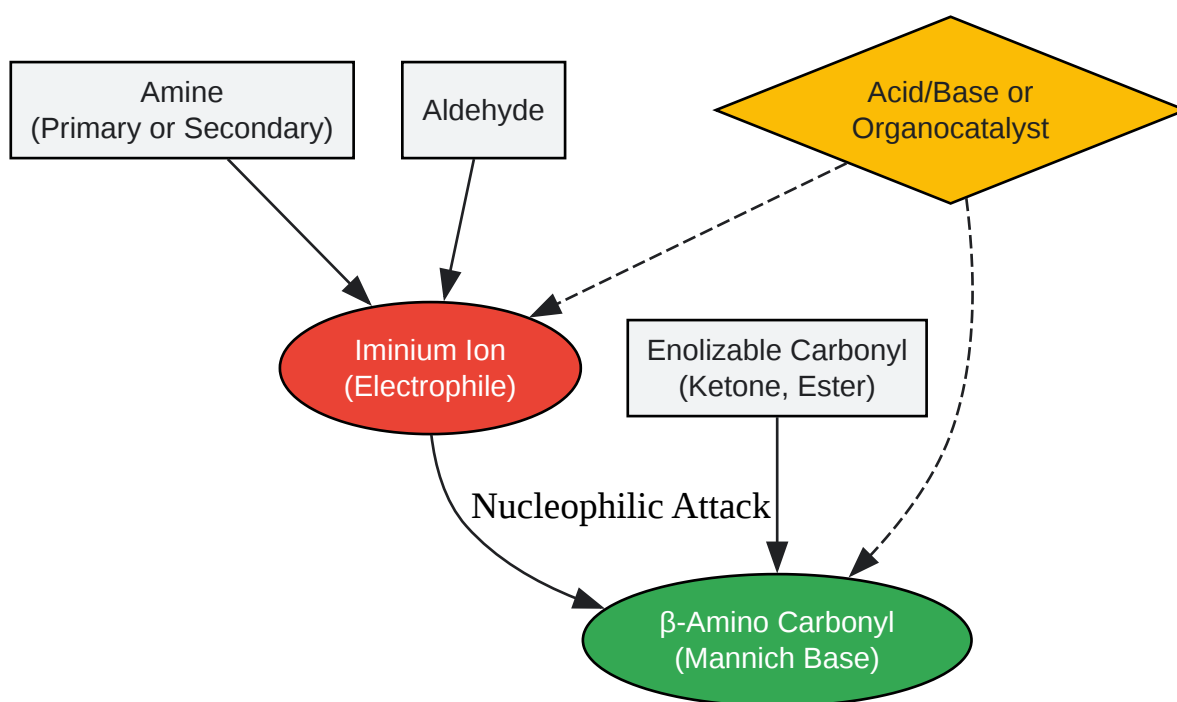 Amine
(Primary or Secondary)
Aldehyde
Acid/Base or
Organocatalyst
Iminium Ion
(Electrophile)
Enolizable Carbonyl
(Ketone, Ester)
Nucleophilic Attack
β-Amino Carbonyl
(Mannich Base)